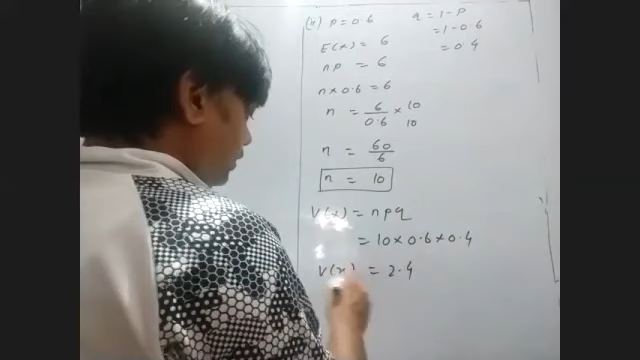 (ii) P = 0.6 q = 1 - P
= 1 - 0.6
= 0.4
E(x) = 6
np = 6
n × 0.6 = 6
n = 6/0.6 × 10/10
n = 60/6
n = 10
V(x) = npq
= 10 × 0.6 × 0.4
V(x) = 2.4